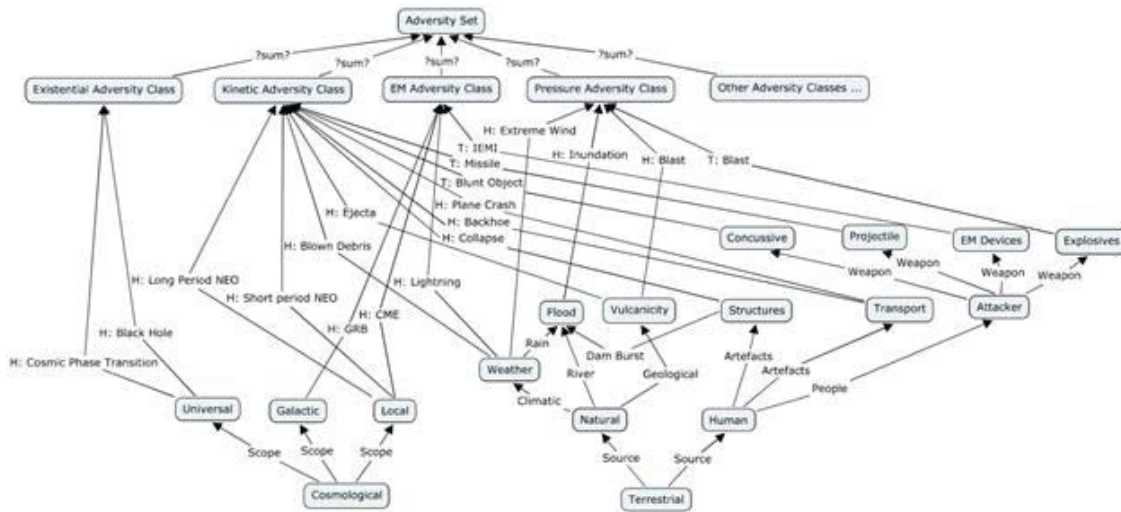 Adversity Set
?sum?
?sum?
?sum?
?sum?
?sum?
Existential Adversity Class
Kinetic Adversity Class
EM Adversity Class
Pressure Adversity Class
Other Adversity Classes ...
H: Extreme Wind
T: IEMI
H: Inundation
H: Blast
T: Blast
T: Missile
T: Blunt Object
H: Plane Crash
H: Ejecta
H: Backhoe
H: Collapse
H: Blown Debris
Concussive
Projectile
EM Devices
Explosives
Weapon
Weapon
Weapon
Weapon
H: Long Period NEO
H: Lightning
H: Short period NEO
Flood
Vulcanicity
Structures
Transport
Attacker
H: CME
H: GRB
H: Black Hole
H: Cosmic Phase Transition
Rain
Dam Burst
Artefacts
Artefacts
Weather
River
Geological
People
Climatic
Universal
Galactic
Local
Natural
Human
Scope
Scope
Scope
Source
Source
Cosmological
Terrestrial